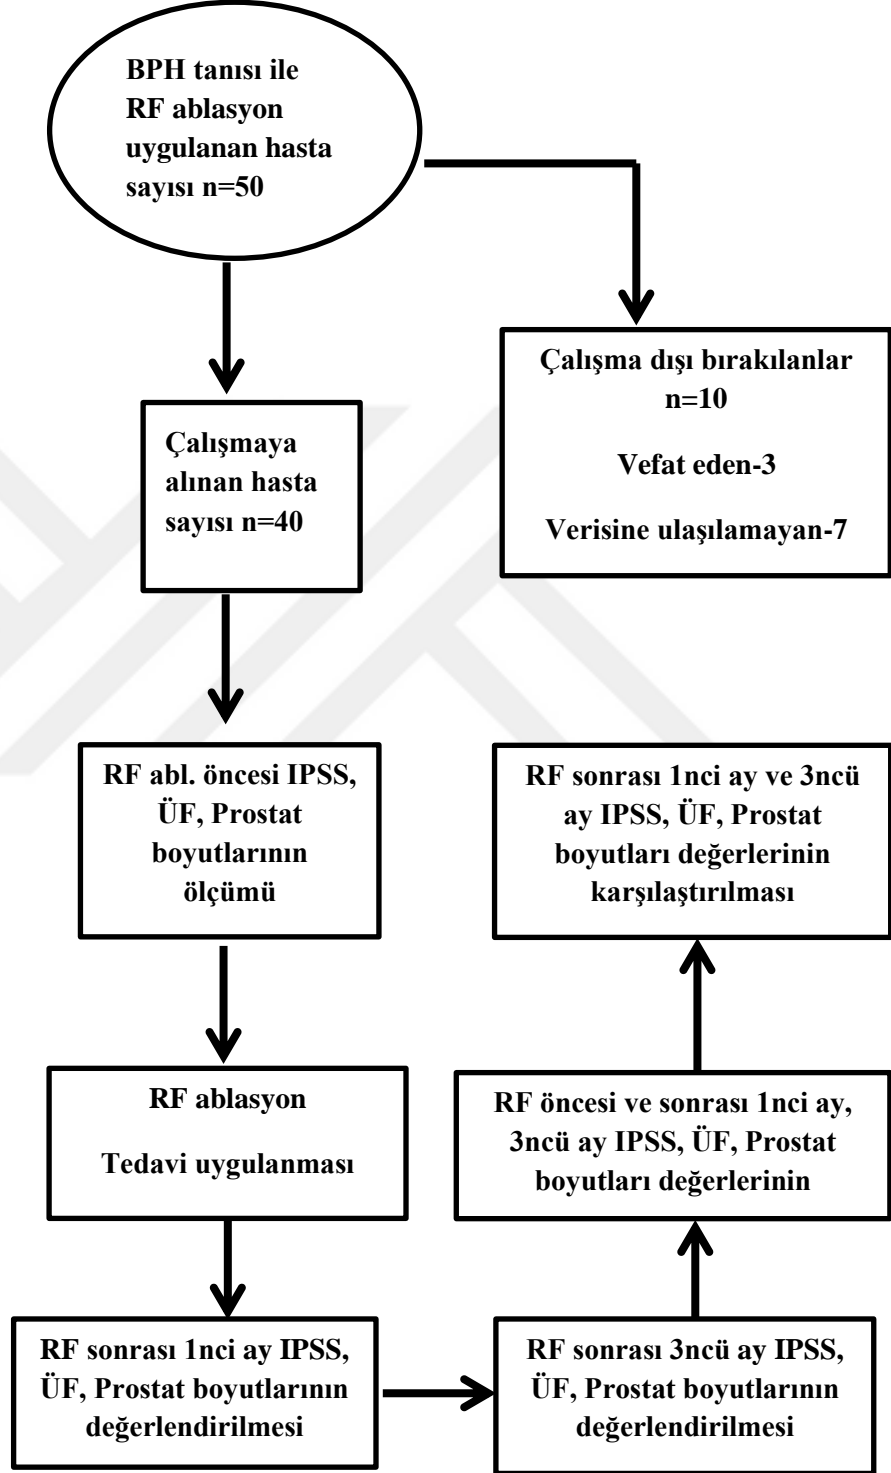 BPH tanısı ile
RF ablasyon
uygulanan hasta
sayısı n=50
Çalışma dışı bırakılanlar
n=10
Vefat eden-3
Verisine ulaşılamayan-7
Çalışmaya
alınan hasta
sayısı n=40
RF abl. öncesi IPSS,
ÜF, Prostat
boyutlarının
ölçümü
RF ablasyon
Tedavi uygulanması
RF sonrası 1nci ay IPSS,
ÜF, Prostat boyutlarının
değerlendirilmesi
RF sonrası 3ncü ay IPSS,
ÜF, Prostat boyutlarının
değerlendirilmesi
RF öncesi ve sonrası 1nci ay,
3ncü ay IPSS, ÜF, Prostat
boyutları değerlerinin
RF sonrası 1nci ay ve 3ncü
ay IPSS, ÜF, Prostat
boyutları değerlerinin
karşılaştırılması